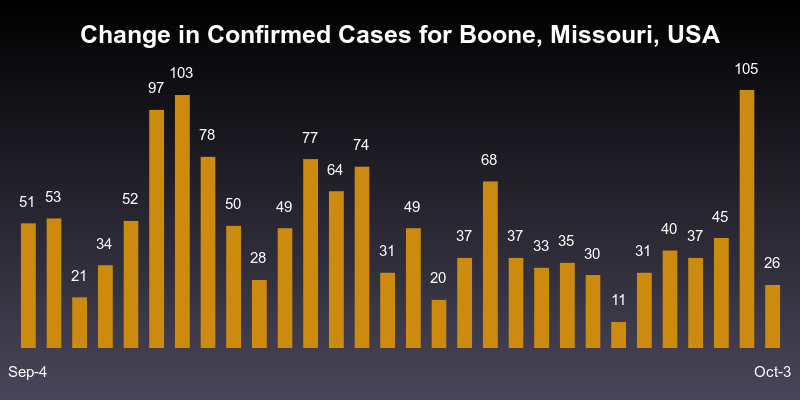 Change in Confirmed Cases for Boone, Missouri, USA
51 53 21 34 52 97 103 78 50 28 49 77 64 74 31 49 20 37 68 37 33 35 30 11 31 40 37 45 105 26
Sep-4 Oct-3